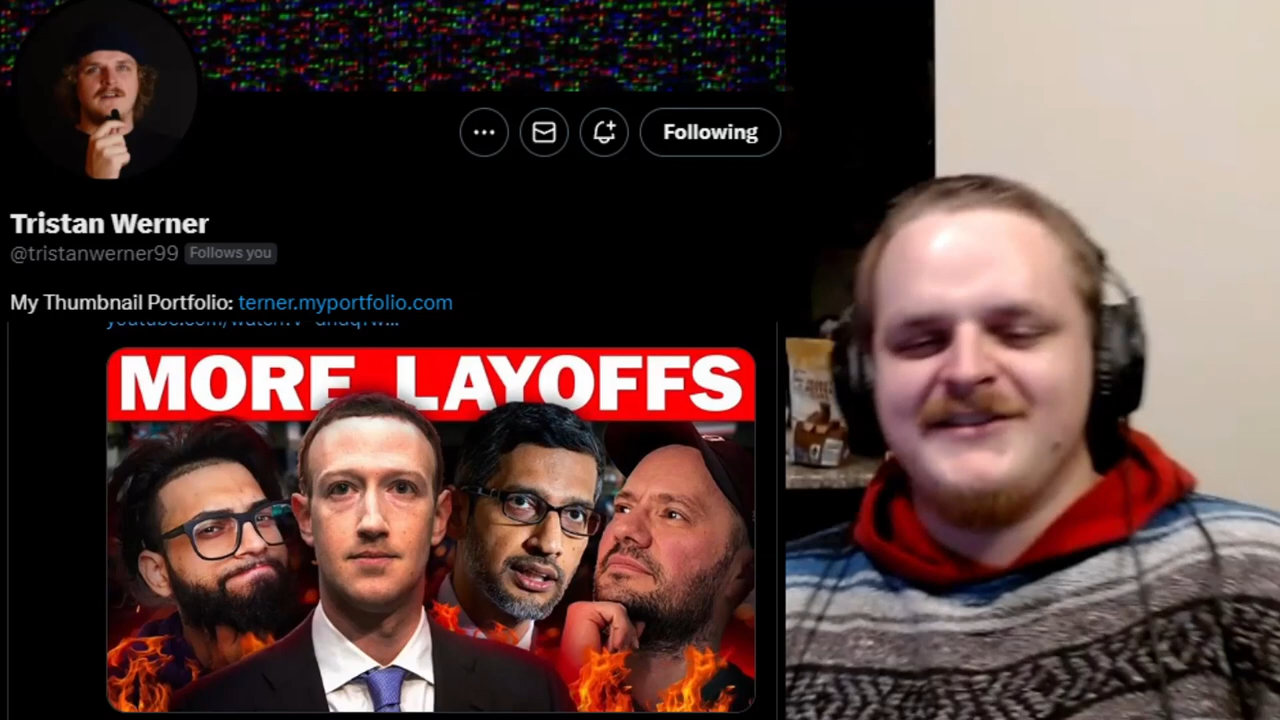 Following
Tristan Werner
@tristanwerner99 Follows you
My Thumbnail Portfolio: terner.myportfolio.com
MORE LAYOFFS